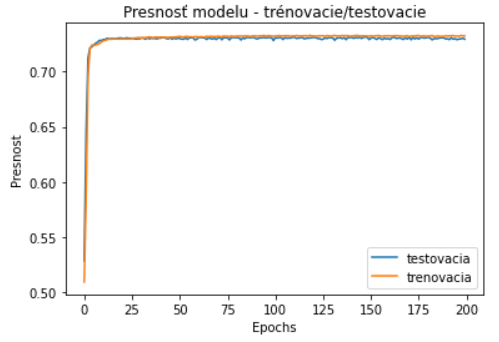 Presnosť modelu - trénovacie/testovacie
Presnost
0.70
0.65
0.60
0.55
0.50
0 25 50 75 100 125 150 175 200
Epochs
testovacia
trenovacia